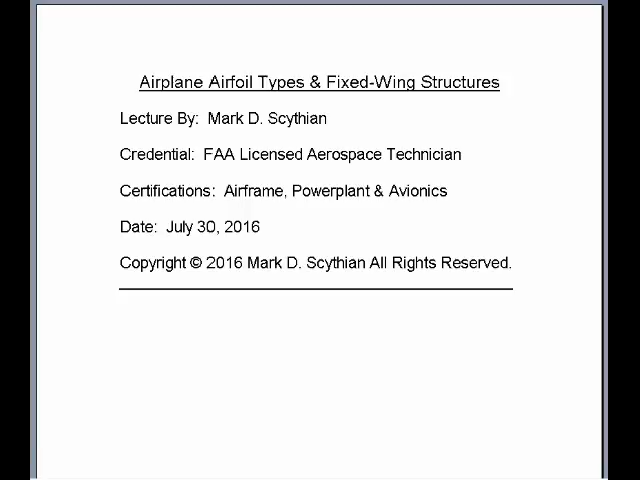 Airplane Airfoil Types & Fixed-Wing Structures
Lecture By: Mark D. Scythian
Credential: FAA Licensed Aerospace Technician
Certifications: Airframe, Powerplant & Avionics
Date: July 30, 2016
Copyright © 2016 Mark D. Scythian All Rights Reserved.